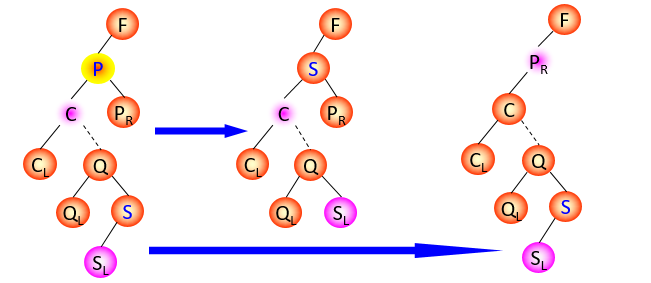 F F F
P S P_R
C P_R C P_R C
C_L Q C_L Q C_L Q
Q_L S Q_L S_L Q_L S
S_L S_L